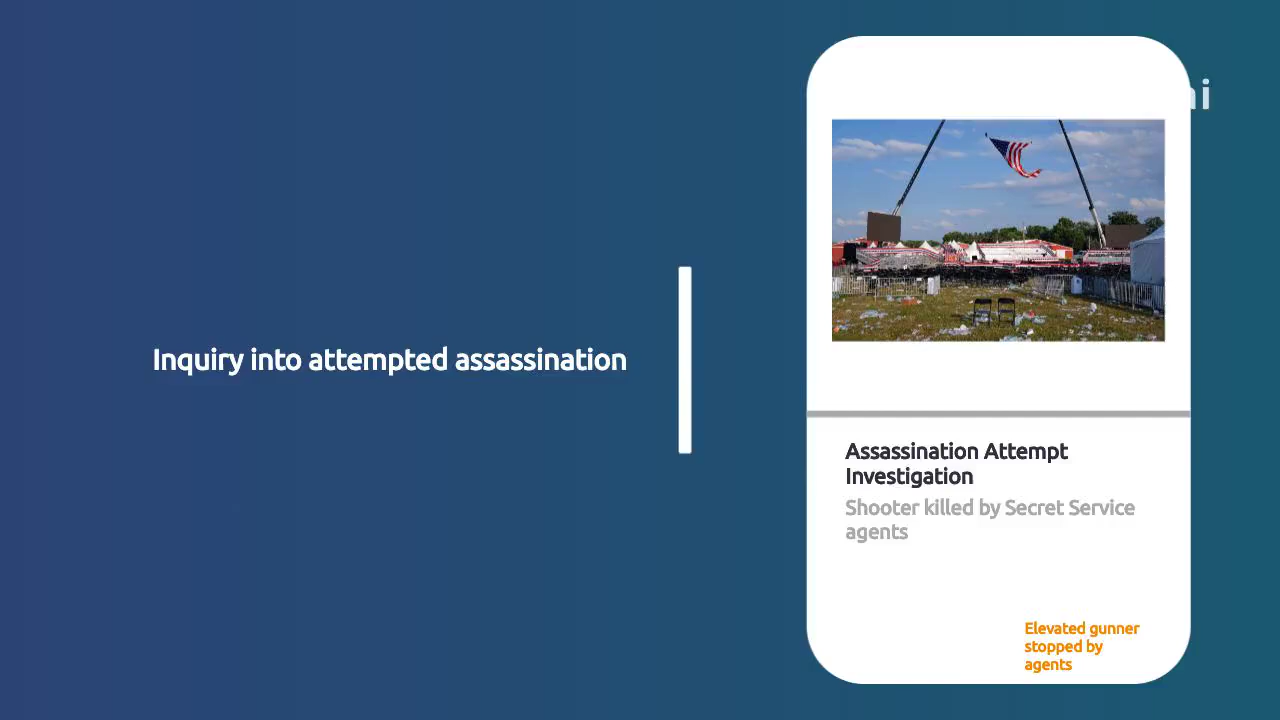 Inquiry into attempted assassination
Assassination Attempt
Investigation
Shooter killed by Secret Service
agents
Elevated gunner
stopped by
agents